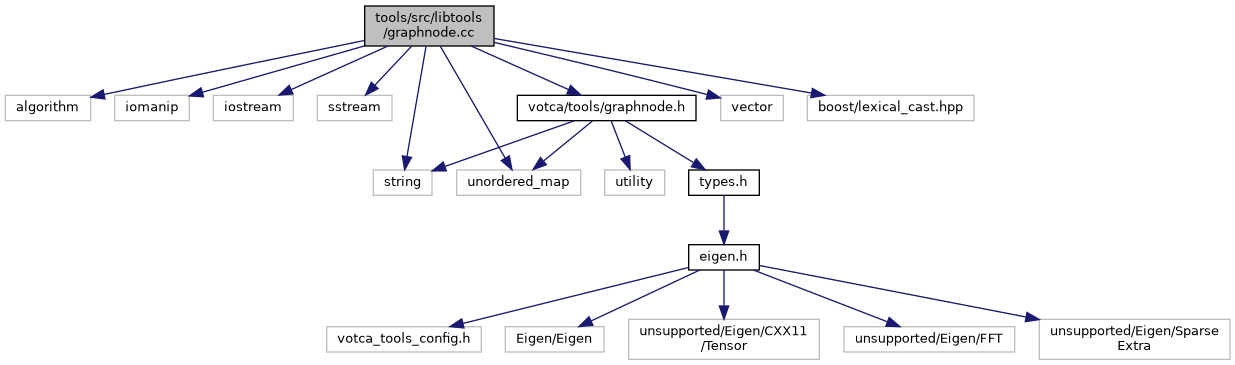 tools/src/libtools
/graphnode.cc
algorithm
iomanip
iostream
sstream
votca/tools/graphnode.h
vector
boost/lexical_cast.hpp
string
unordered_map
utility
types.h
eigen.h
votca_tools_config.h
Eigen/Eigen
unsupported/Eigen/CXX11
/Tensor
unsupported/Eigen/FFT
unsupported/Eigen/Sparse
Extra